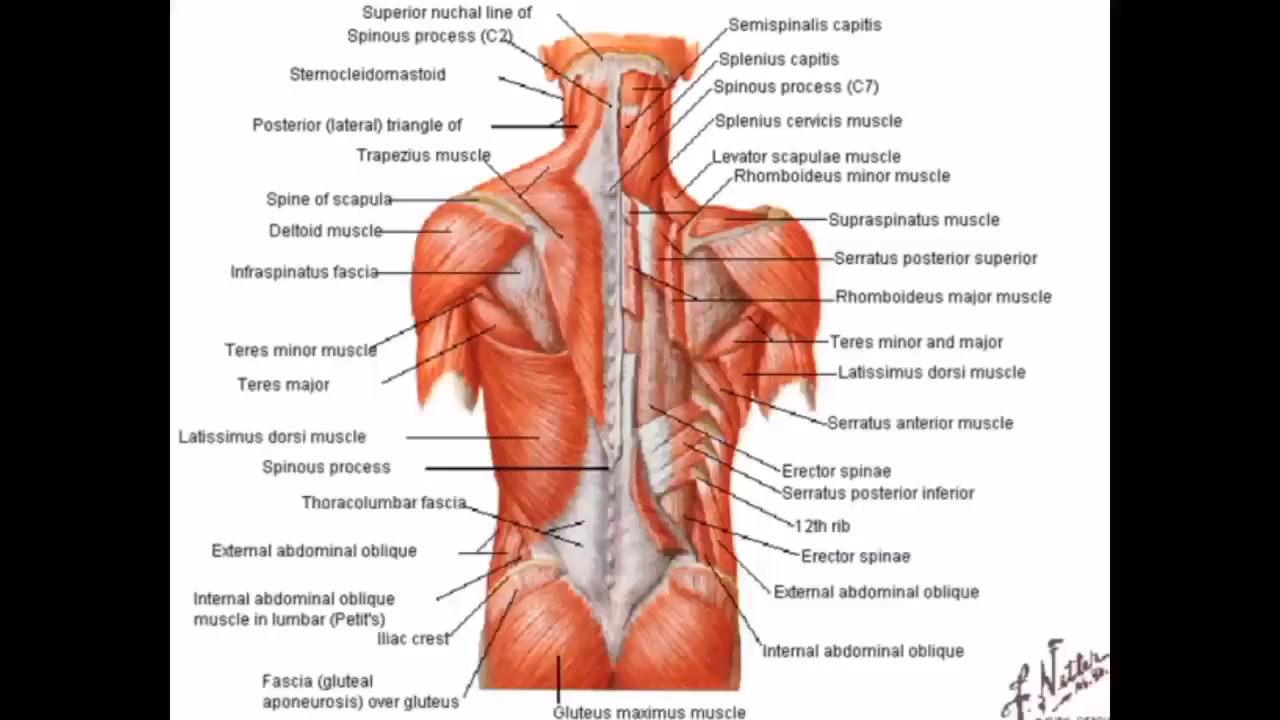 Superior nuchal line of
Spinous process (C2)
Sternocleidomastoid
Posterior (lateral) triangle of
Trapezius muscle
Spine of scapula
Deltoid muscle
Infraspinatus fascia
Teres minor muscle
Teres major
Latissimus dorsi muscle
Spinous process
Thoracolumbar fascia
External abdominal oblique
Internal abdominal oblique
muscle in lumbar (Petit's)
Iliac crest
Fascia (gluteal
aponeurosis) over gluteus
Gluteus maximus muscle
Semispinalis capitis
Splenius capitis
Spinous process (C7)
Splenius cervicis muscle
Levator scapulae muscle
Rhomboideus minor muscle
Supraspinatus muscle
Serratus posterior superior
Rhomboideus major muscle
Teres minor and major
Latissimus dorsi muscle
Serratus anterior muscle
Erector spinae
Serratus posterior inferior
12th rib
Erector spinae
External abdominal oblique
Internal abdominal oblique
F. Netter
M.D.